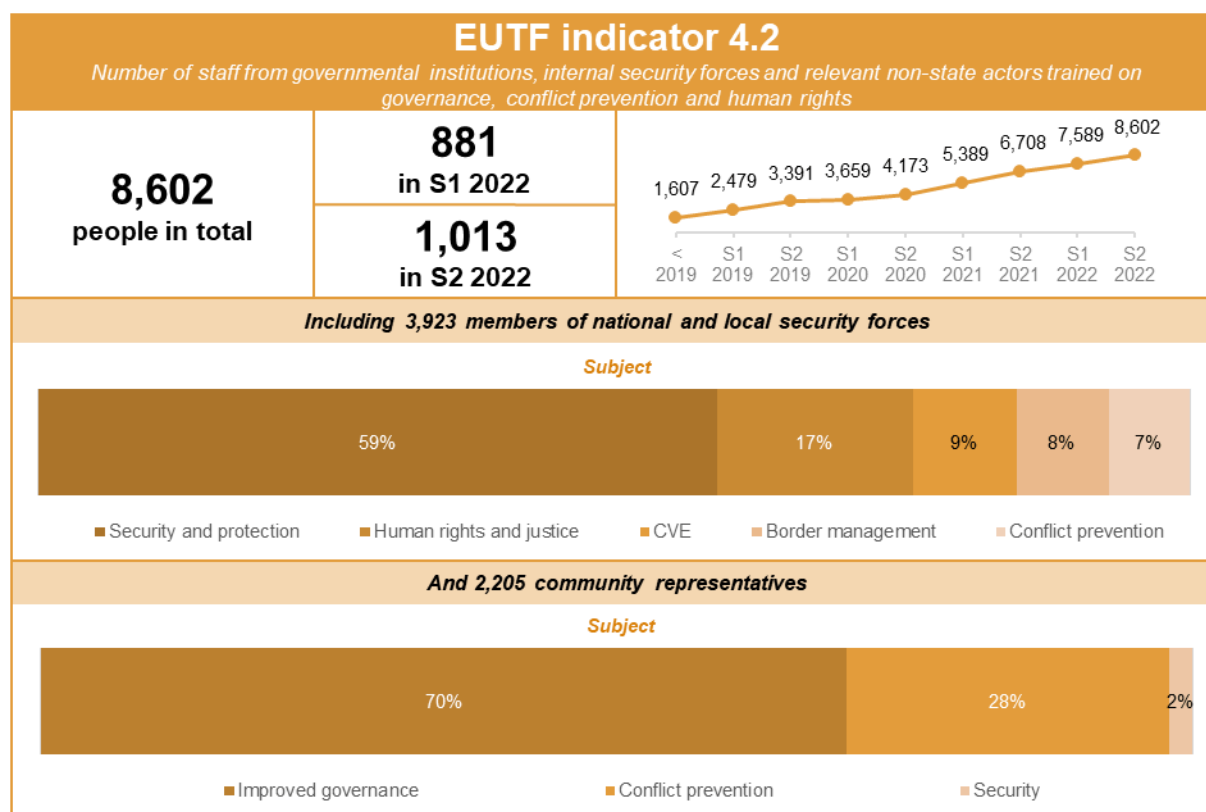 EUTF indicator 4.2
Number of staff from governmental institutions, internal security forces and relevant non-state actors trained on
governance, conflict prevention and human rights
8,602
people in total
881
in S1 2022
1,013
in S2 2022
1,607
2,479
3,391
3,659
4,173
5,389
6,708
7,589
8,602
<
2019
S1
2019
S2
2019
S1
2020
S2
2020
S1
2021
S2
2021
S1
2022
S2
2022
Including 3,923 members of national and local security forces
Subject
59%
17%
9%
8%
7%
Security and protection
Human rights and justice
CVE
Border management
Conflict prevention
And 2,205 community representatives
Subject
70%
28%
2%
Improved governance
Conflict prevention
Security